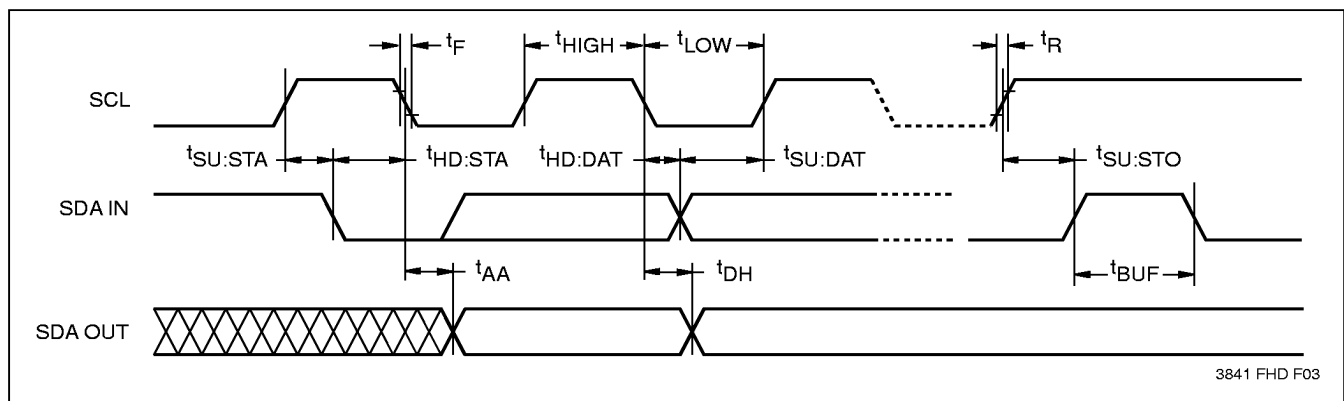 tF
tHIGH
tLOW
tR
SCL
tSU:STA
tHD:STA
tHD:DAT
tSU:DAT
tSU:STO
SDA IN
tAA
tDH
tBUF
SDA OUT
3841 FHD F03